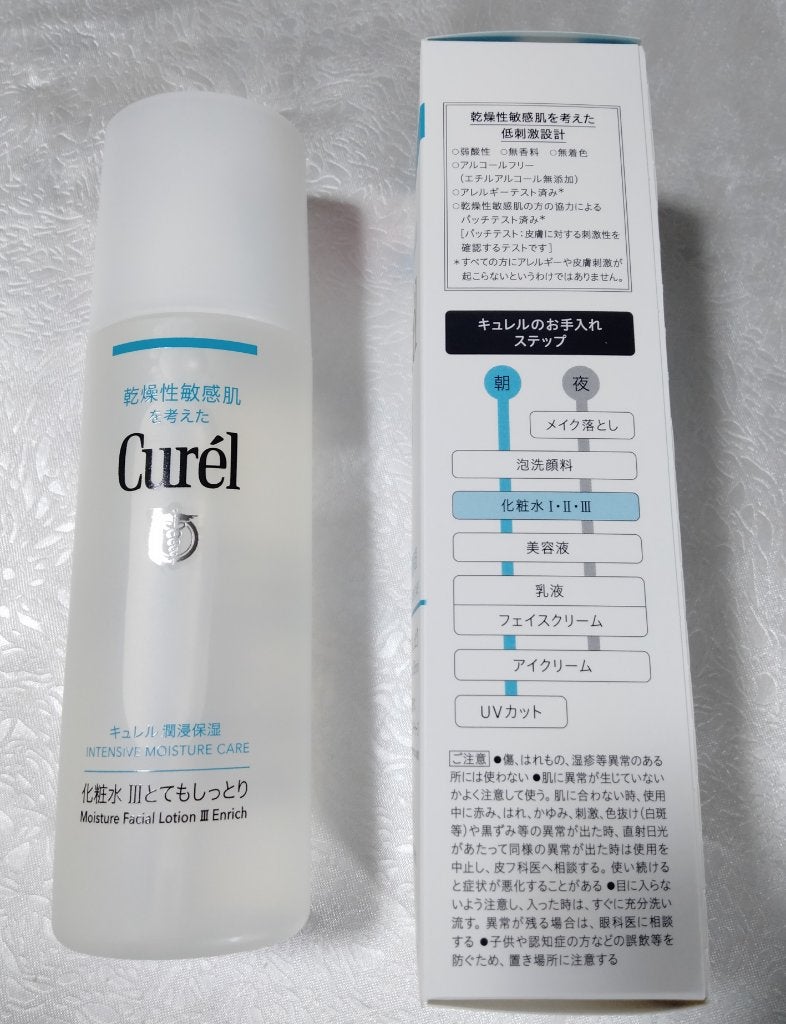 乾燥性敏感肌
を考えた
Curél
キュレル 潤浸保湿
INTENSIVE MOISTURE CARE
化粧水 III とてもしっとり
Moisture Facial Lotion III Enrich
乾燥性敏感肌を考えた
低刺激設計
○弱酸性 ○無香料 ○無着色
○アルコールフリー
(エチルアルコール無添加)
○アレルギーテスト済み*
○乾燥性敏感肌の方の協力による
パッチテスト済み*
[パッチテスト:皮膚に対する刺激性を
確認するテストです]
*すべての方にアレルギーや皮膚刺激が
起こらないというわけではありません。
キュレルのお手入れ
ステップ
朝 夜
メイク落とし
泡洗顔料
化粧水 I・II・III
美容液
乳液
フェイスクリーム
アイクリーム
UVカット
ご注意 ●傷、はれもの、湿疹等異常のある
所には使わない ●肌に異常が生じていない
かよく注意して使う。肌に合わない時、使用
中に赤み、はれ、かゆみ、刺激、色抜け(白斑
等)や黒ずみ等の異常が出た時、直射日光
があたって同様の異常が出た時は使用を
中止し、皮フ科医へ相談する。使い続ける
と症状が悪化することがある ●目に入らな
いよう注意し、入った時は、すぐに充分洗い
流す。異常が残る場合は、眼科医に相談
する ●子供や認知症の方などの誤飲等を
防ぐため、置き場所に注意する